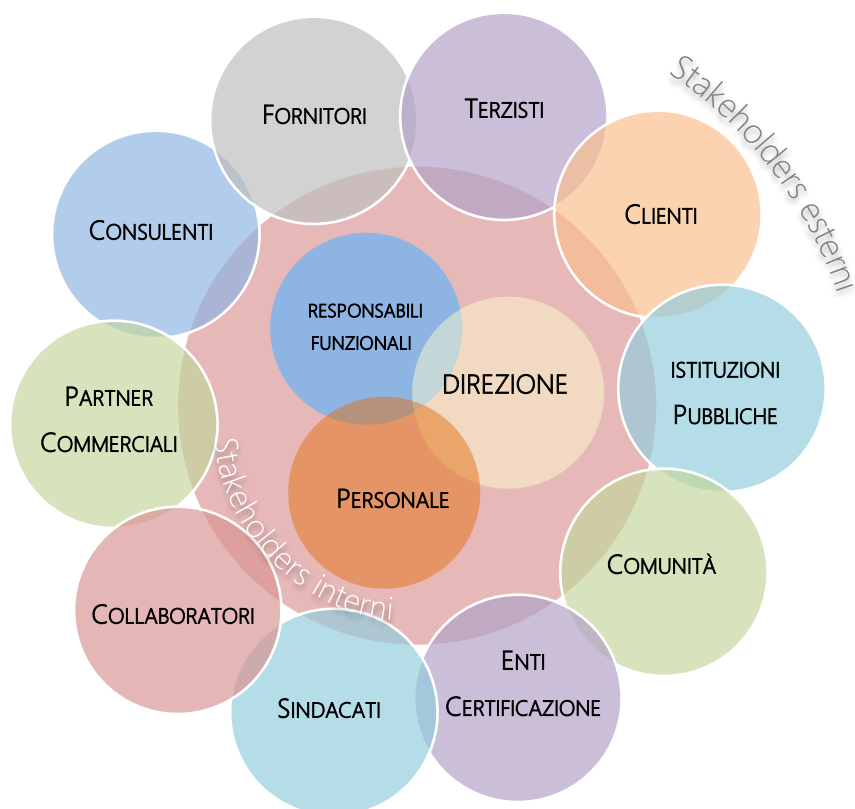 Stakeholders esterni
FORNITORI
TERZISTI
CLIENTI
CONSULENTI
RESPONSABILI
FUNZIONALI
DIREZIONE
ISTITUZIONI
PUBBLICHE
PARTNER
COMMERCIALI
PERSONALE
Stakeholders interni
COMUNITÀ
COLLABORATORI
ENTI
CERTIFICAZIONE
SINDACATI